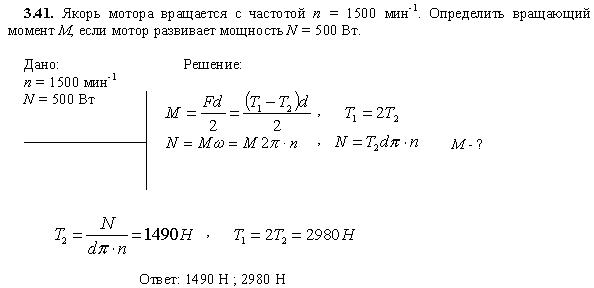 3.41. Якорь мотора вращается с частотой n = 1500 мин⁻¹. Определить вращающий
момент M, если мотор развивает мощность N = 500 Вт.
Дано: Решение:
n = 1500 мин⁻¹
N = 500 Вт
M = Fd/2 = (T₁ − T₂)d/2 , T₁ = 2T₂
N = Mω = M 2π · n , N = T₂dπ · n M - ?
T₂ = N/(dπ · n) = 1490 H , T₁ = 2T₂ = 2980 H
Ответ: 1490 Н ; 2980 Н